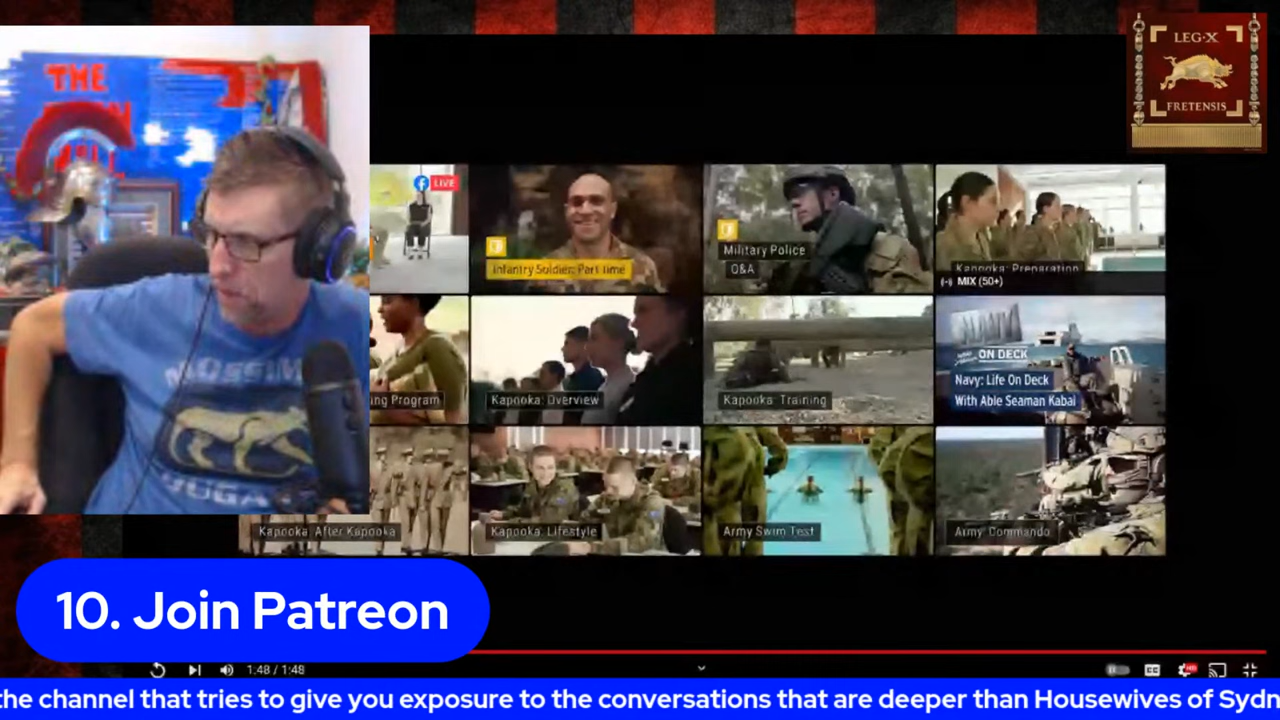 THE
LEG·X
FRETENSIS
LIVE
Infantry Soldier: Part time
Military Police
Q&A
Kapooka: Preparation
MIX (50+)
ng Program
Kapooka: Overview
Kapooka: Training
ON DECK
Navy: Life On Deck
With Able Seaman Kabai
Kapooka: After Kapooka
Kapooka: Lifestyle
Army Swim Test
Army: Commando
10. Join Patreon
1:48 / 1:48
the channel that tries to give you exposure to the conversations that are deeper than Housewives of Sydn